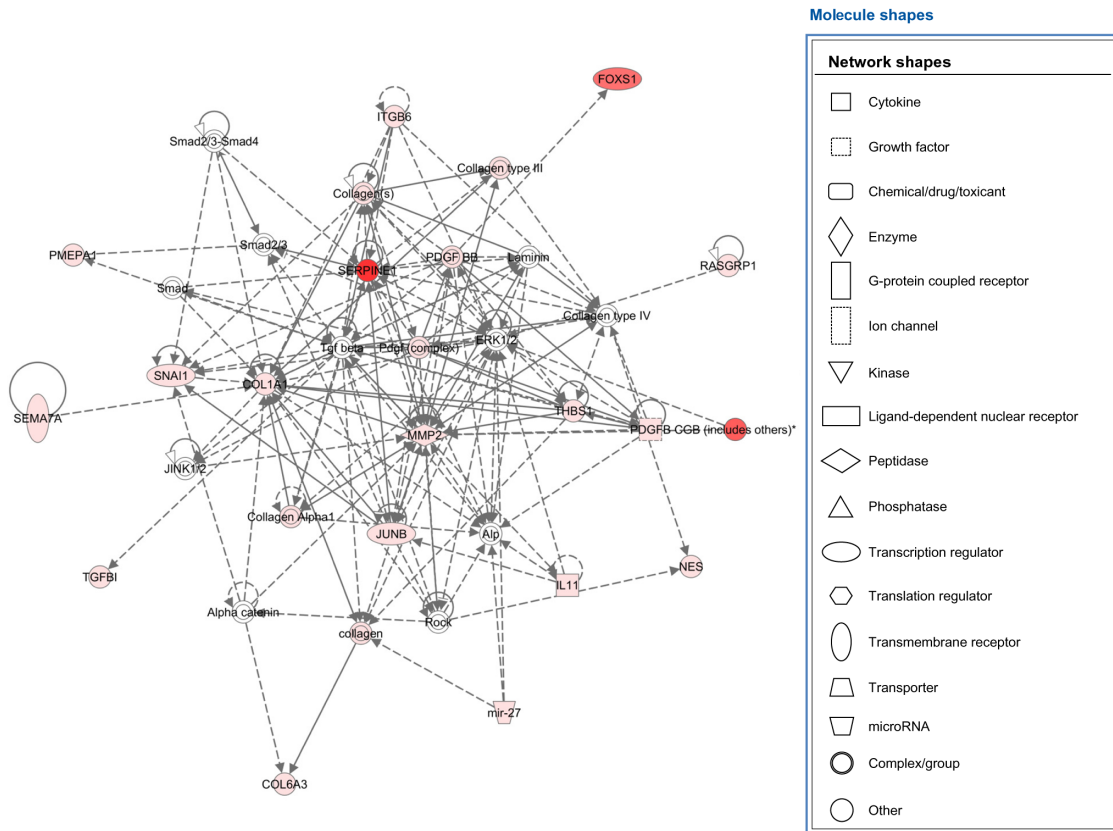 Molecule shapes
Network shapes
Cytokine
Growth factor
Chemical/drug/toxicant
Enzyme
G-protein coupled receptor
Ion channel
Kinase
Ligand-dependent nuclear receptor
Peptidase
Phosphatase
Transcription regulator
Translation regulator
Transmembrane receptor
Transporter
microRNA
Complex/group
Other
FOXS1
ITGB6
Smad2/3-Smad4
Collagen type III
Collagen(s)
Smad2/3
PMEPA1
PDGF BB
Laminin
RASGRP1
SERPINE1
Smad
Collagen type IV
Tgf beta
Pdgf (complex)
ERK1/2
SNAI1
COL1A1
SEMA7A
THBS1
PDGFB
CGB (includes others)*
MMP2
JINK1/2
Collagen Alpha1
JUNB
Alp
TGFBI
IL11
NES
Alpha catenin
collagen
Rock
mir-27
COL6A3